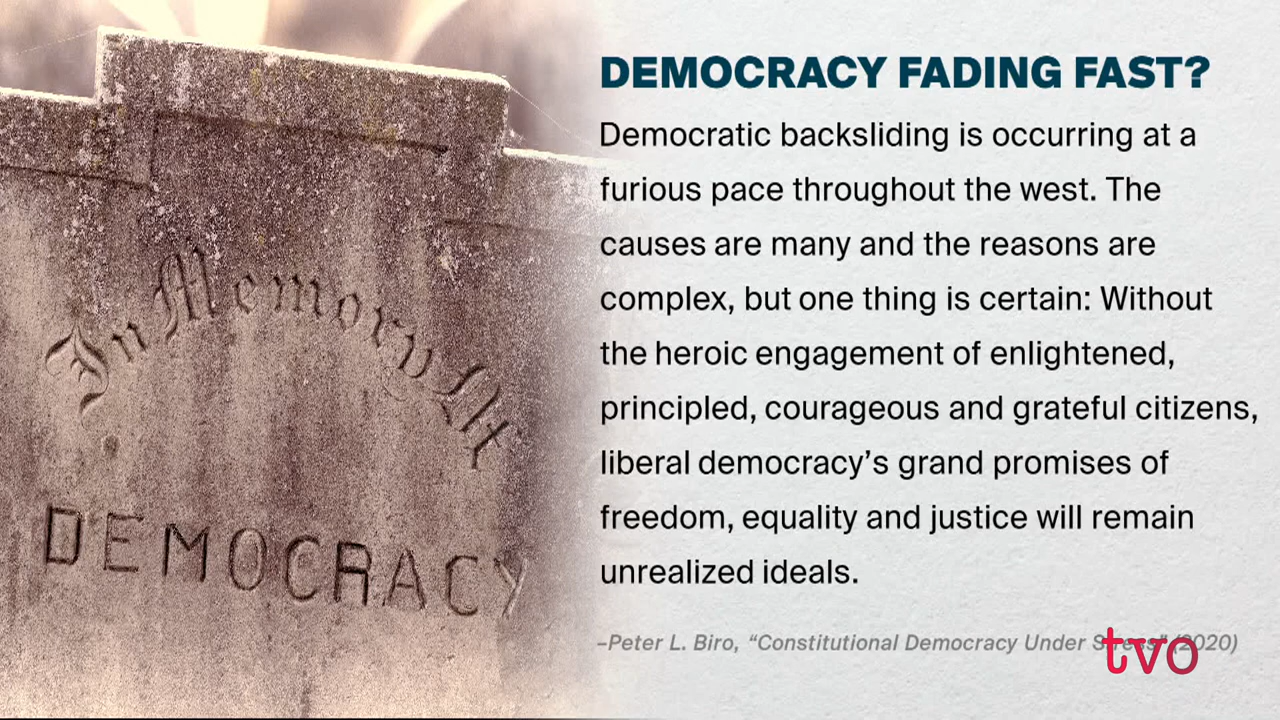 In Memory Of
DEMOCRACY
DEMOCRACY FADING FAST?
Democratic backsliding is occurring at a
furious pace throughout the west. The
causes are many and the reasons are
complex, but one thing is certain: Without
the heroic engagement of enlightened,
principled, courageous and grateful citizens,
liberal democracy’s grand promises of
freedom, equality and justice will remain
unrealized ideals.
–Peter L. Biro, “Constitutional Democracy Under Stress” (2020)
tvo